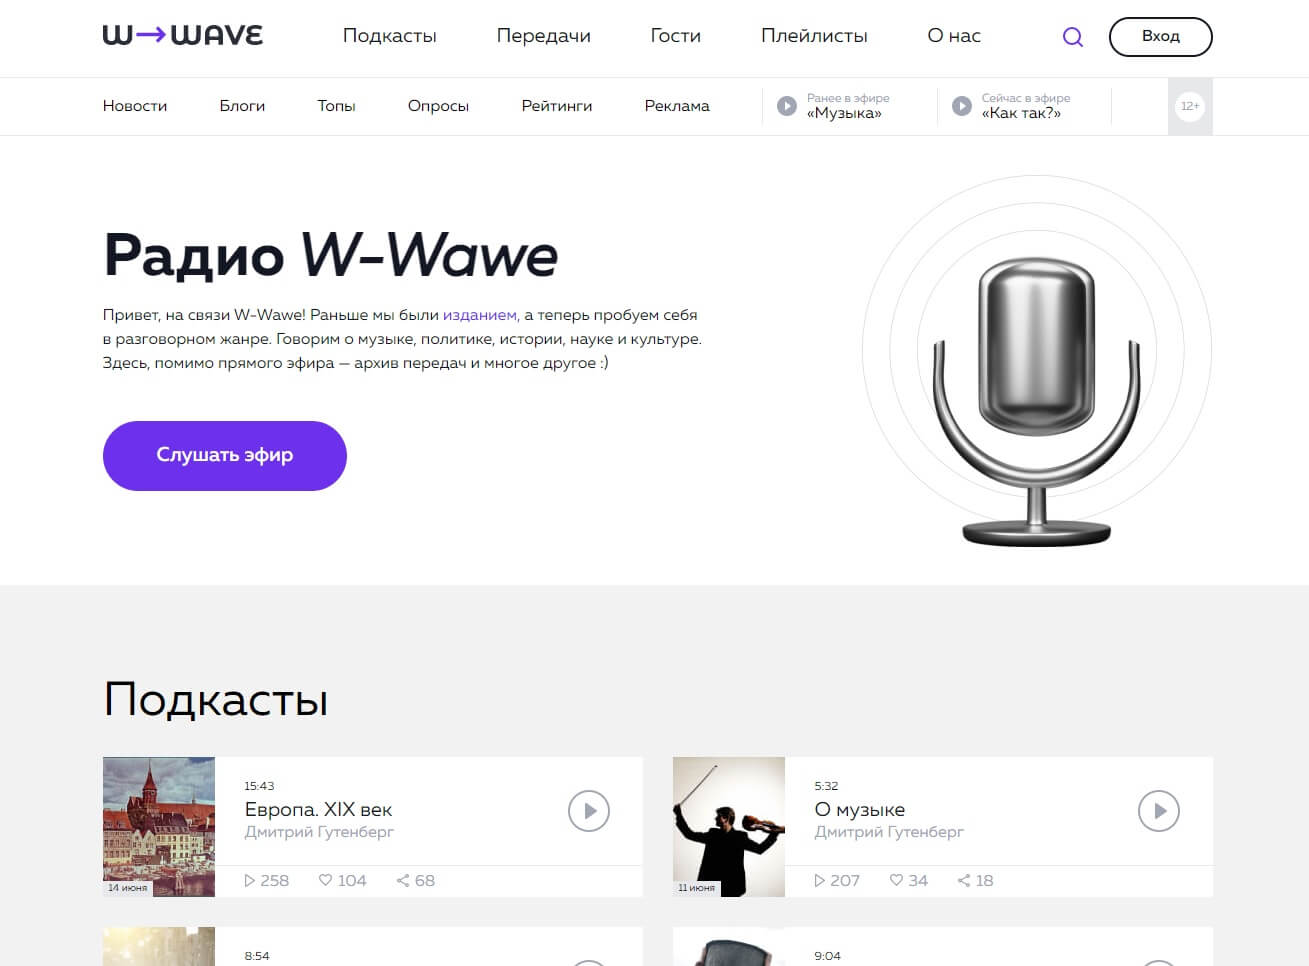 W→WAVE
Подкасты
Передачи
Гости
Плейлисты
О нас
Вход
Новости
Блоги
Топы
Опросы
Рейтинги
Реклама
Ранее в эфире
«Музыка»
Сейчас в эфире
«Как так?»
12+
Радио W-Wawe
Привет, на связи W-Wawe! Раньше мы были изданием, а теперь пробуем себя
в разговорном жанре. Говорим о музыке, политике, истории, науке и культуре.
Здесь, помимо прямого эфира — архив передач и многое другое :)
Слушать эфир
Подкасты
15:43
Европа. XIX век
Дмитрий Гутенберг
14 июня
258
104
68
5:32
О музыке
Дмитрий Гутенберг
11 июня
207
34
18
8:54
9:04